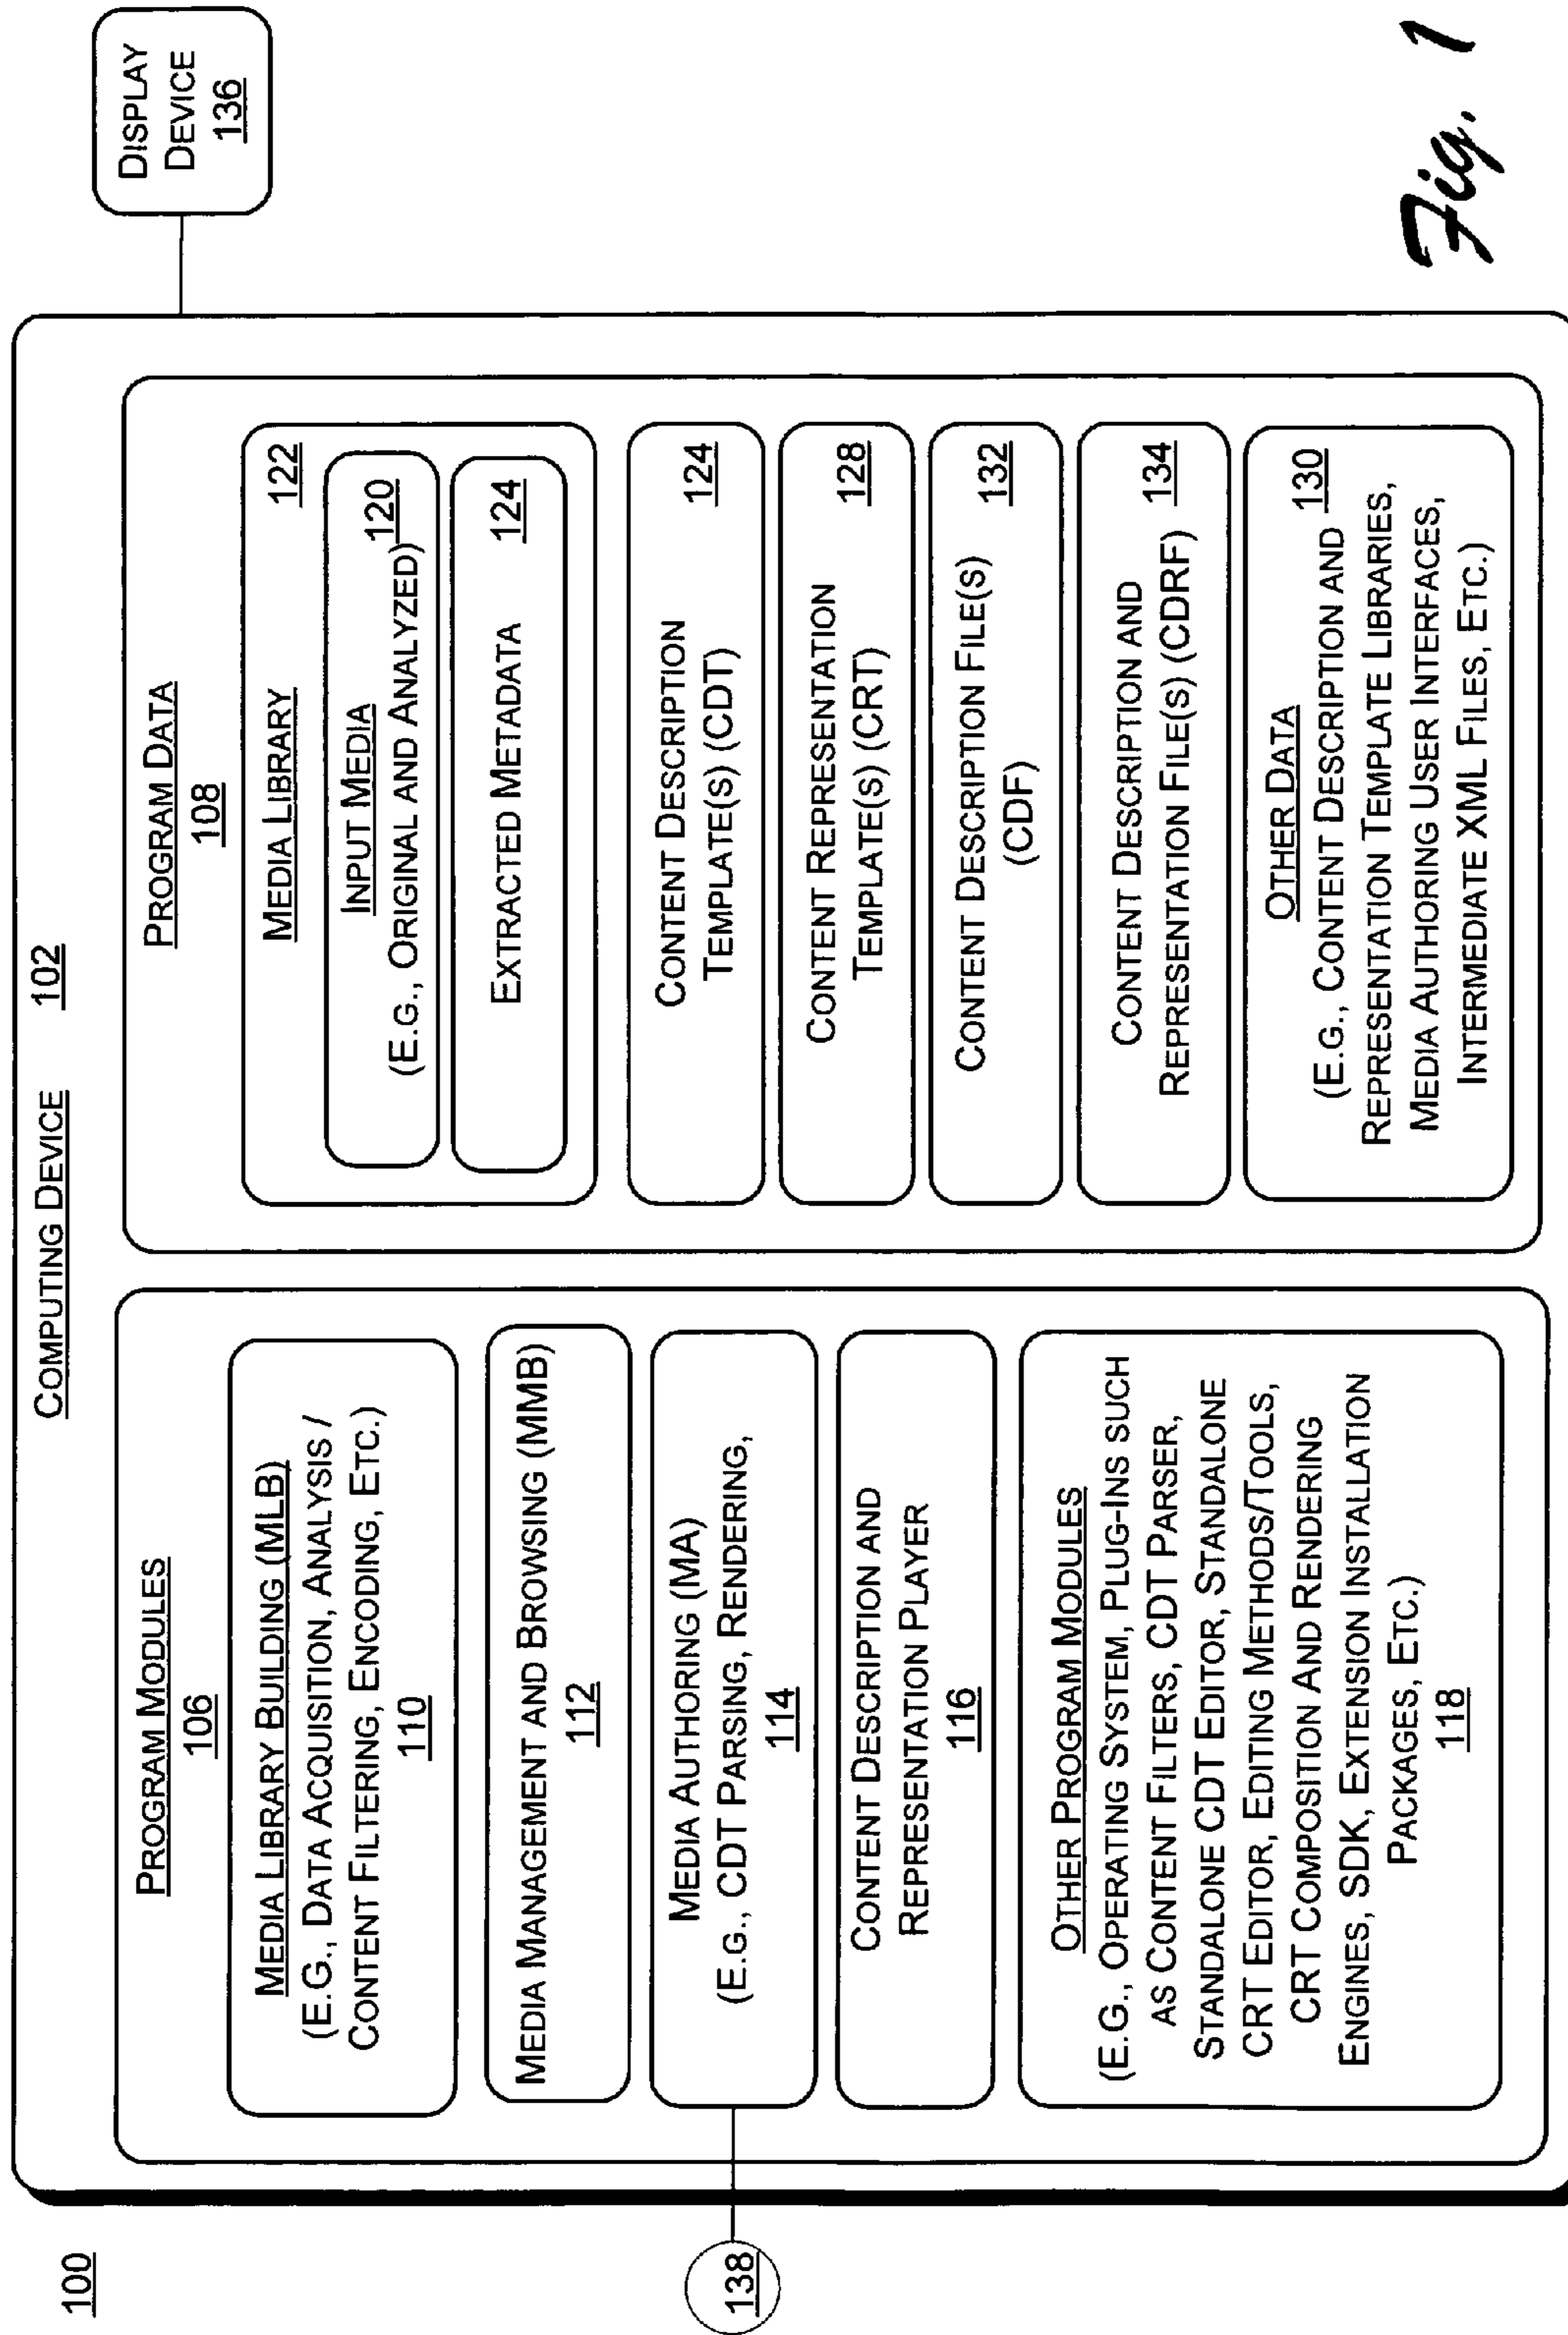 100
COMPUTING DEVICE 102
PROGRAM MODULES
106
MEDIA LIBRARY BUILDING (MLB)
(E.G., DATA ACQUISITION, ANALYSIS /
CONTENT FILTERING, ENCODING, ETC.)
110
MEDIA MANAGEMENT AND BROWSING (MMB)
112
MEDIA AUTHORING (MA)
(E.G., CDT PARSING, RENDERING,
114
CONTENT DESCRIPTION AND
REPRESENTATION PLAYER
116
OTHER PROGRAM MODULES
(E.G., OPERATING SYSTEM, PLUG-INS SUCH
AS CONTENT FILTERS, CDT PARSER,
STANDALONE CDT EDITOR, STANDALONE
CRT EDITOR, EDITING METHODS/TOOLS,
CRT COMPOSITION AND RENDERING
ENGINES, SDK, EXTENSION INSTALLATION
PACKAGES, ETC.)
118
138
PROGRAM DATA
108
MEDIA LIBRARY 122
INPUT MEDIA
120
(E.G., ORIGINAL AND ANALYZED)
EXTRACTED METADATA 124
CONTENT DESCRIPTION 124
TEMPLATE(S) (CDT)
CONTENT REPRESENTATION 128
TEMPLATE(S) (CRT)
CONTENT DESCRIPTION FILE(S) 132
(CDF)
CONTENT DESCRIPTION AND 134
REPRESENTATION FILE(S) (CDRF)
OTHER DATA 130
(E.G., CONTENT DESCRIPTION AND
REPRESENTATION TEMPLATE LIBRARIES,
MEDIA AUTHORING USER INTERFACES,
INTERMEDIATE XML FILES, ETC.)
DISPLAY
DEVICE
136
Fig. 1